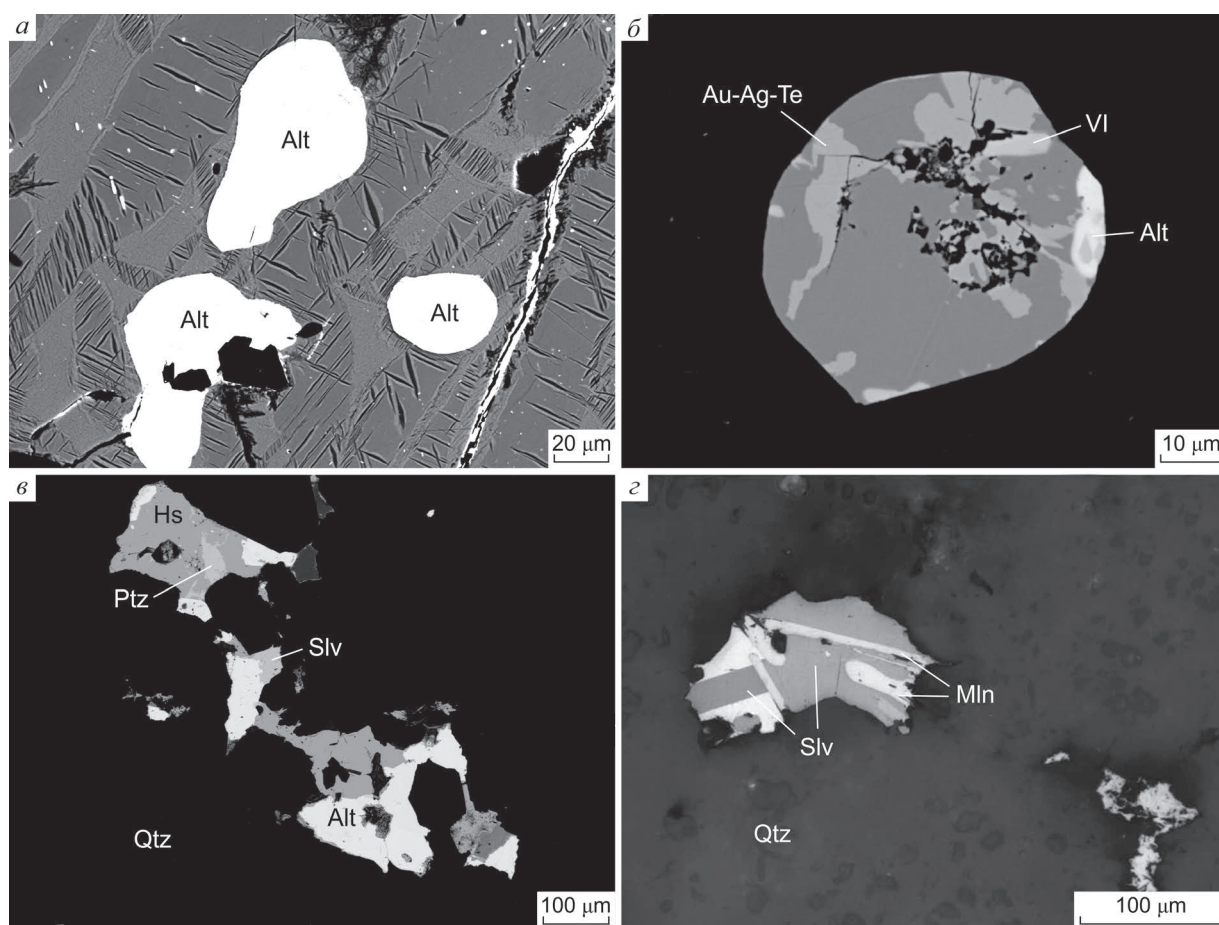 а
Alt
Alt
Alt
20 μm
б
Au-Ag-Te
VI
Alt
10 μm
в
Hs
Ptz
Slv
Alt
Qtz
100 μm
г
Mln
Slv
Qtz
100 μm